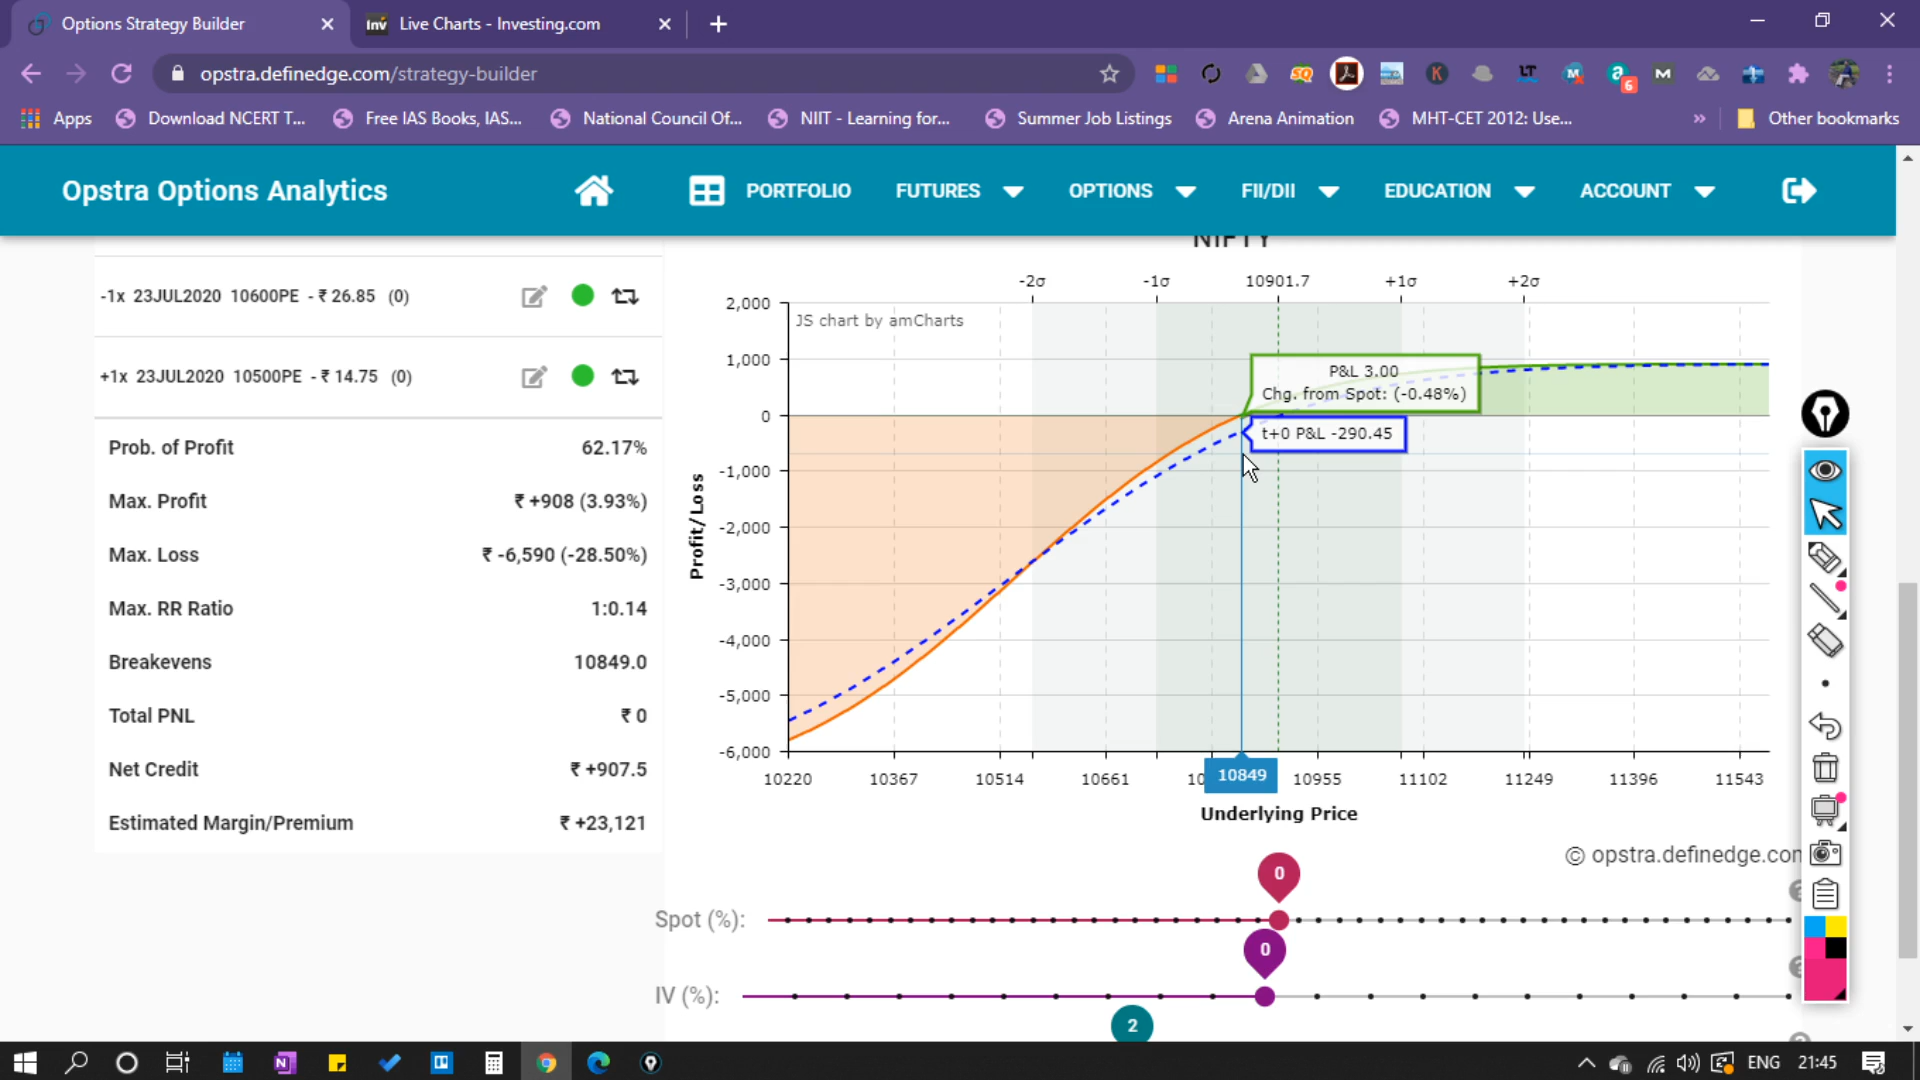 Options Strategy Builder
Live Charts - Investing.com
opstra.definedge.com/strategy-builder
6
Apps
Download NCERT T...
Free IAS Books, IAS...
National Council Of...
NIIT - Learning for...
Summer Job Listings
Arena Animation
MHT-CET 2012: Use...
Other bookmarks
Opstra Options Analytics
PORTFOLIO
FUTURES
OPTIONS
FII/DII
EDUCATION
ACCOUNT
NIFTY
-1x 23JUL2020 10600PE - ₹ 26.85 (0)
+1x 23JUL2020 10500PE - ₹ 14.75 (0)
Prob. of Profit 62.17%
Max. Profit ₹ +908 (3.93%)
Max. Loss ₹ -6,590 (-28.50%)
Max. RR Ratio 1:0.14
Breakevens 10849.0
Total PNL ₹ 0
Net Credit ₹ +907.5
Estimated Margin/Premium ₹ +23,121
-2σ -1σ 10901.7 +1σ +2σ
JS chart by amCharts
2,000
1,000
0
-1,000
-2,000
-3,000
-4,000
-5,000
-6,000
Profit/Loss
P&L 3.00
Chg. from Spot: (-0.48%)
t+0 P&L -290.45
10220 10367 10514 10661 10849 10955 11102 11249 11396 11543
Underlying Price
© opstra.definedge.com
0
Spot (%):
0
IV (%):
2
ENG 21:45